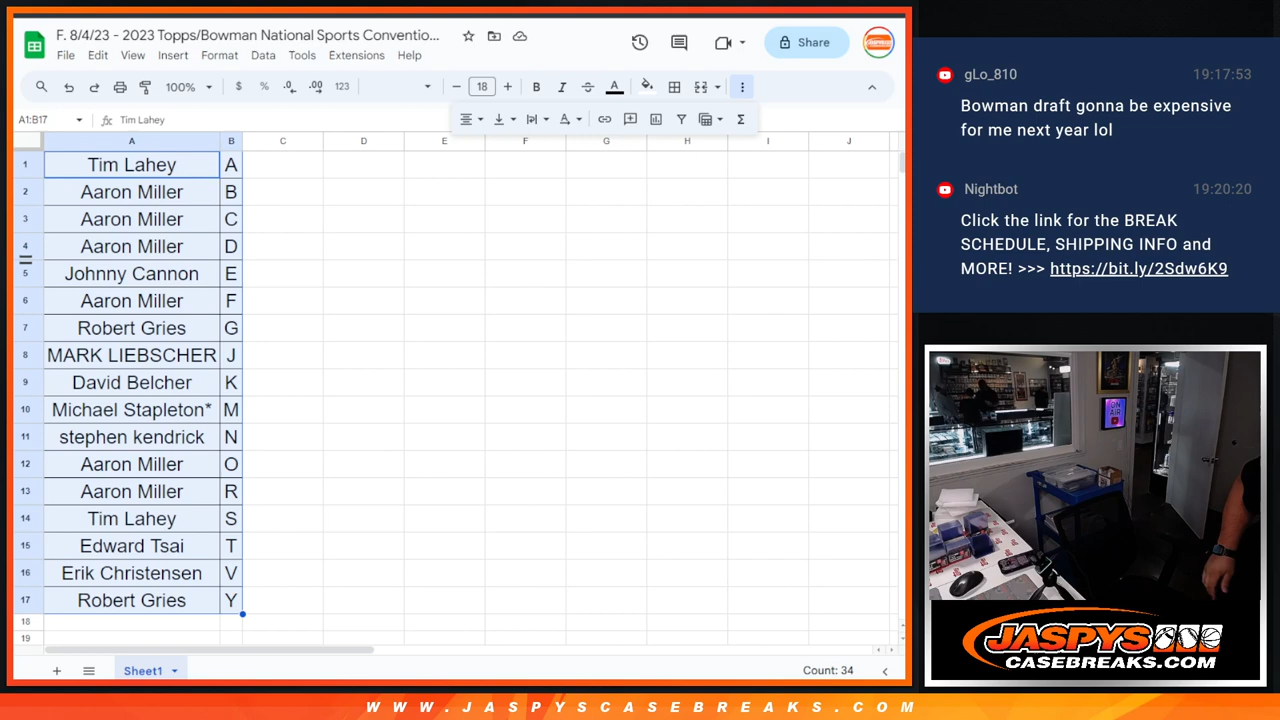 F. 8/4/23 - 2023 Topps/Bowman National Sports Conventio...
File Edit View Insert Format Data Tools Extensions Help
Share
100% $ % .0 .00 123 18 B I S A
A1:B17 fx Tim Lahey
A B C D E F G H I J
1 Tim Lahey A
2 Aaron Miller B
3 Aaron Miller C
4 Aaron Miller D
5 Johnny Cannon E
6 Aaron Miller F
7 Robert Gries G
8 MARK LIEBSCHER J
9 David Belcher K
10 Michael Stapleton* M
11 stephen kendrick N
12 Aaron Miller O
13 Aaron Miller R
14 Tim Lahey S
15 Edward Tsai T
16 Erik Christensen V
17 Robert Gries Y
18
19
Sheet1
Count: 34
gLo_810 19:17:53
Bowman draft gonna be expensive
for me next year lol
Nightbot 19:20:20
Click the link for the BREAK
SCHEDULE, SHIPPING INFO and
MORE! >>> https://bit.ly/2Sdw6K9
ON
AIR
JASPYS
CASEBREAKS.COM
WWW.JASPYSCASEBREAKS.COM